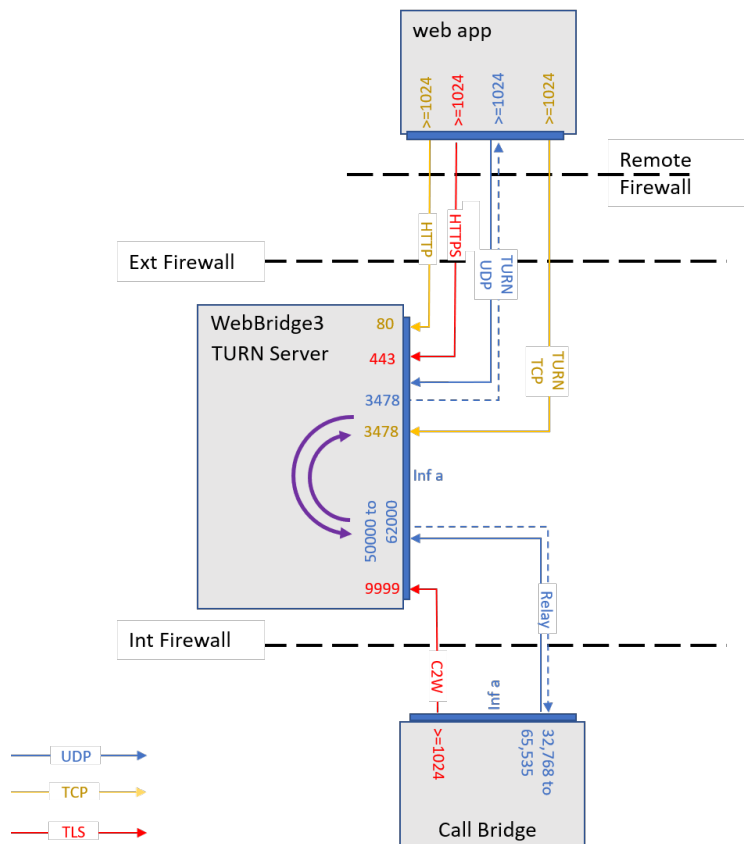 web app
>=1024
>=1024
>=1024
>=1024
Remote
Firewall
HTTP
HTTPS
TURN
UDP
Ext Firewall
TURN
TCP
WebBridge3
TURN Server
80
443
3478
3478
Inf a
50000 to
62000
9999
Relay
Int Firewall
C2W
Inf a
>=1024
32,768 to
65,535
Call Bridge
UDP
TCP
TLS